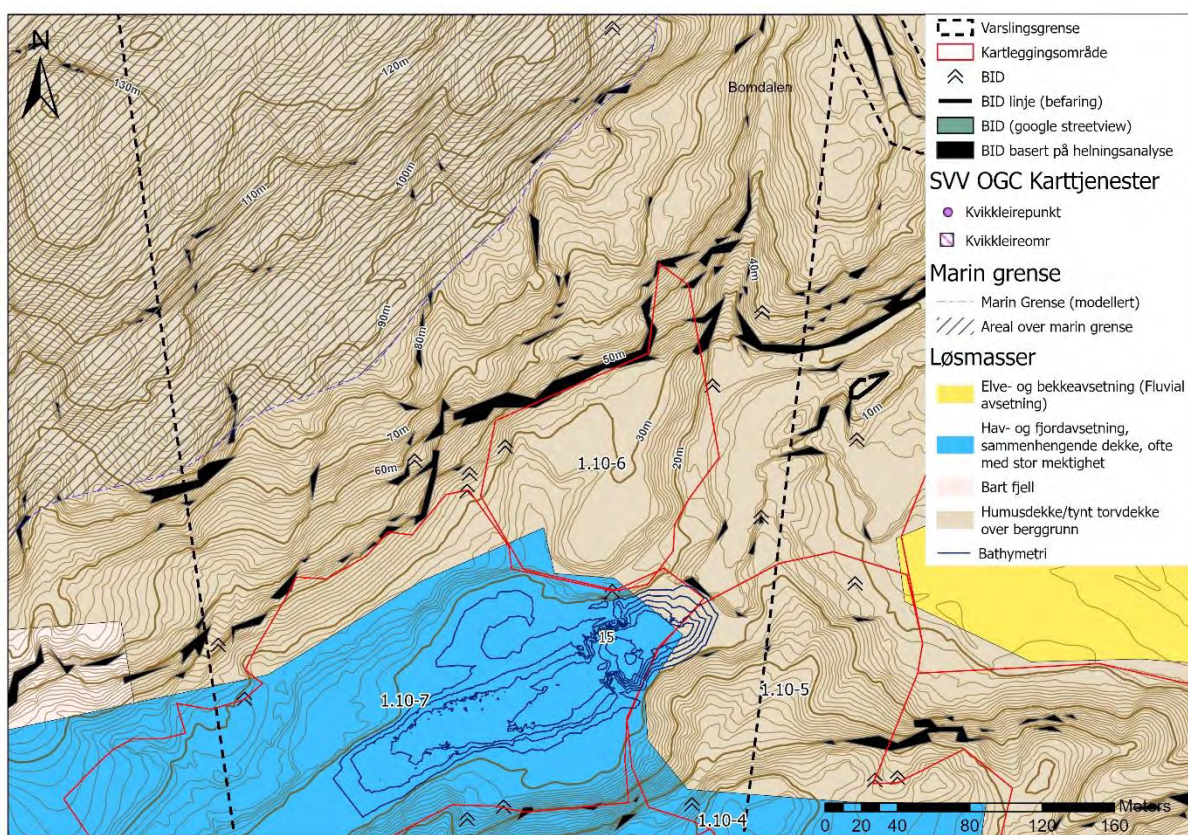 N
130m
120m
110m
100m
90m
80m
70m
60m
50m
40m
30m
20m
10m
Bomdalen
1.10-6
15
1.10-7
1.10-5
1.10-4
Varslingsgrense
Kartleggingsområde
BID
BID linje (befaring)
BID (google streetview)
BID basert på helningsanalyse
SVV OGC Karttjenester
Kvikkleirepunkt
Kvikkleireomr
Marin grense
Marin Grense (modellert)
Areal over marin grense
Løsmasser
Elve- og bekkeavsetning (Fluvial
avsetning)
Hav- og fjordavsetning,
sammenhengende dekke, ofte
med stor mektighet
Bart fjell
Humusdekke/tynt torvdekke
over berggrunn
Bathymetri
Meters
0 20 40 80 120 160